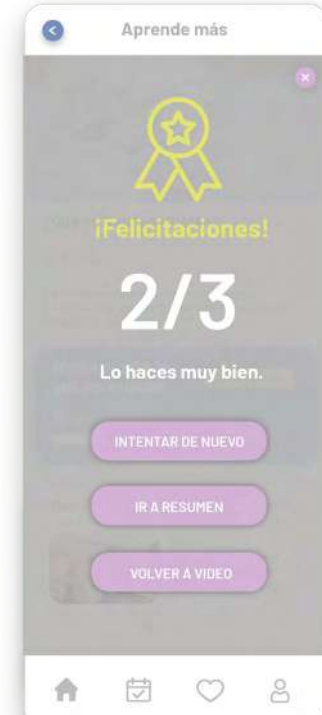 Aprende más
¡Felicitaciones!
2/3
Lo haces muy bien.
INTENTAR DE NUEVO
IR A RESUMEN
VOLVER A VIDEO